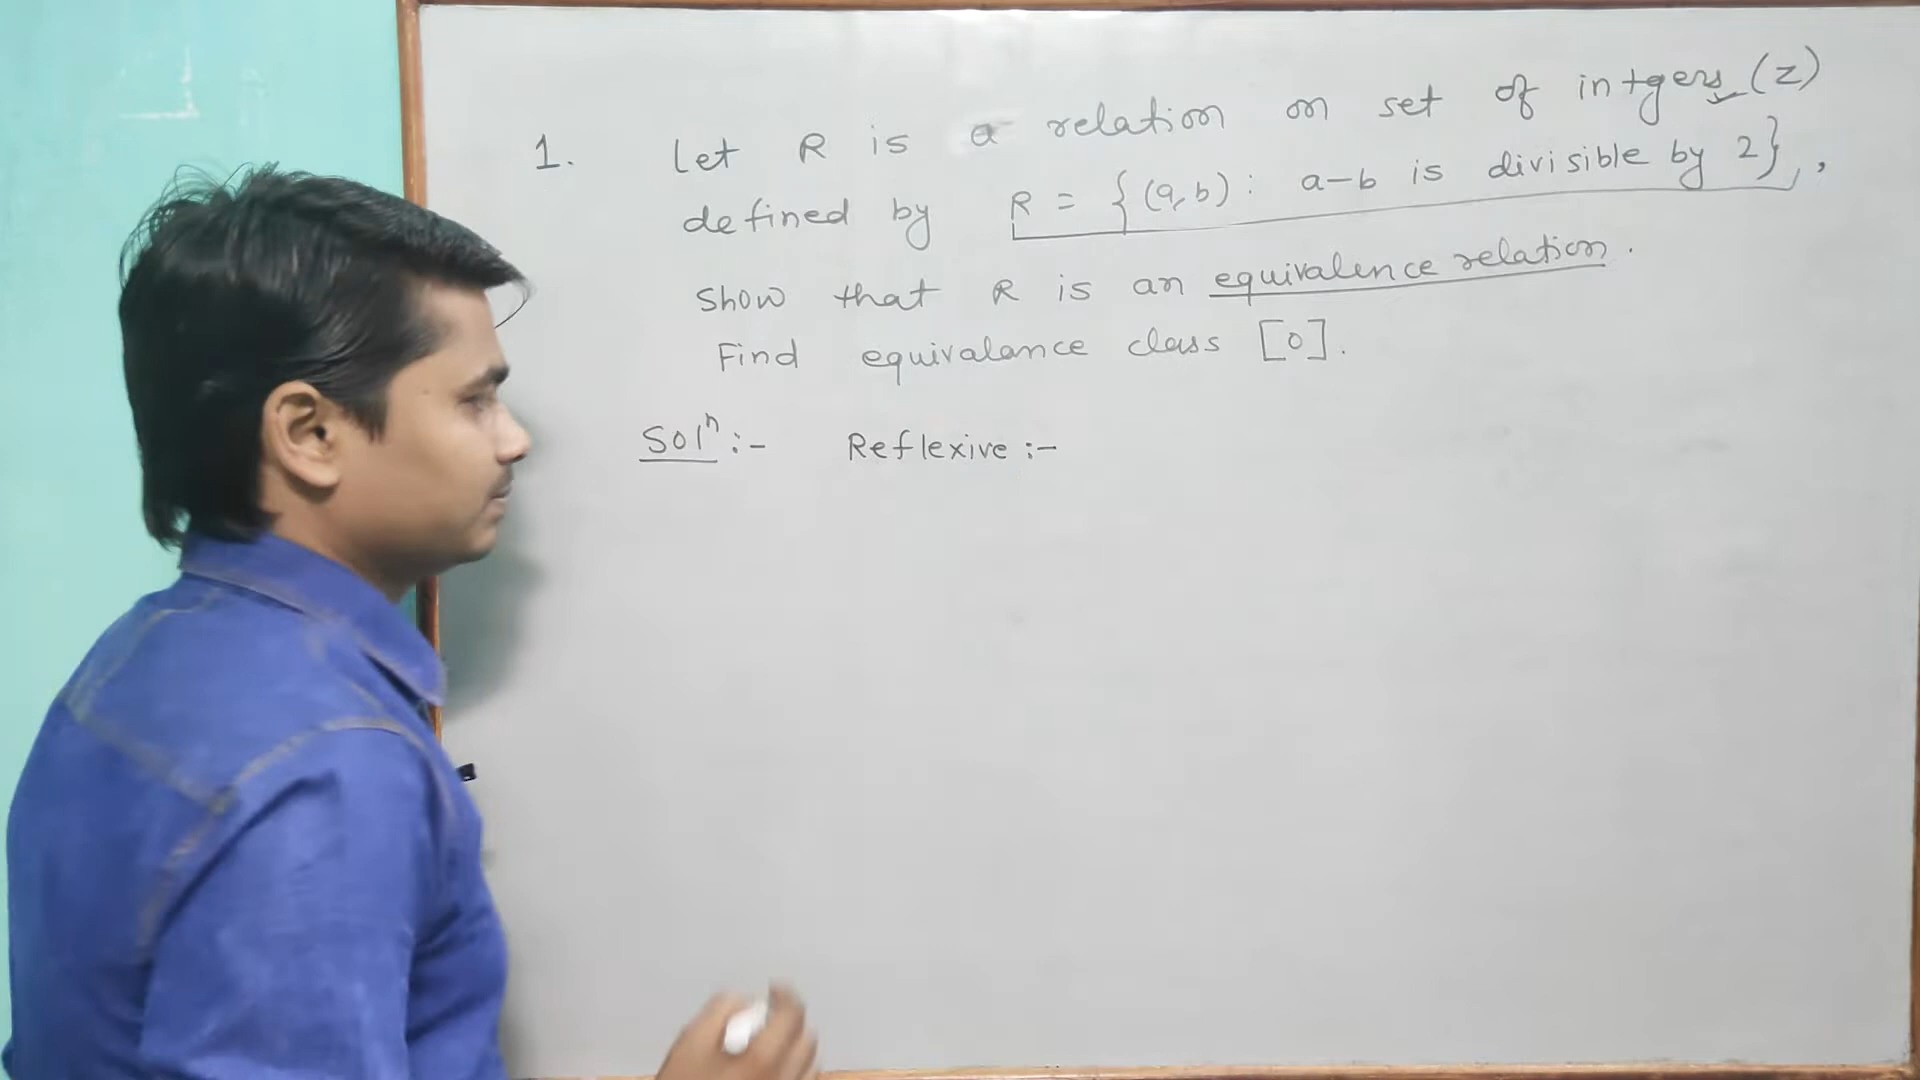 1. Let R is a relation on set of intgers (z)
defined by R = {(a,b) : a-b is divisible by 2},
Show that R is an equivalence relation.
Find equivalance class [0].
Solⁿ :- Reflexive :-